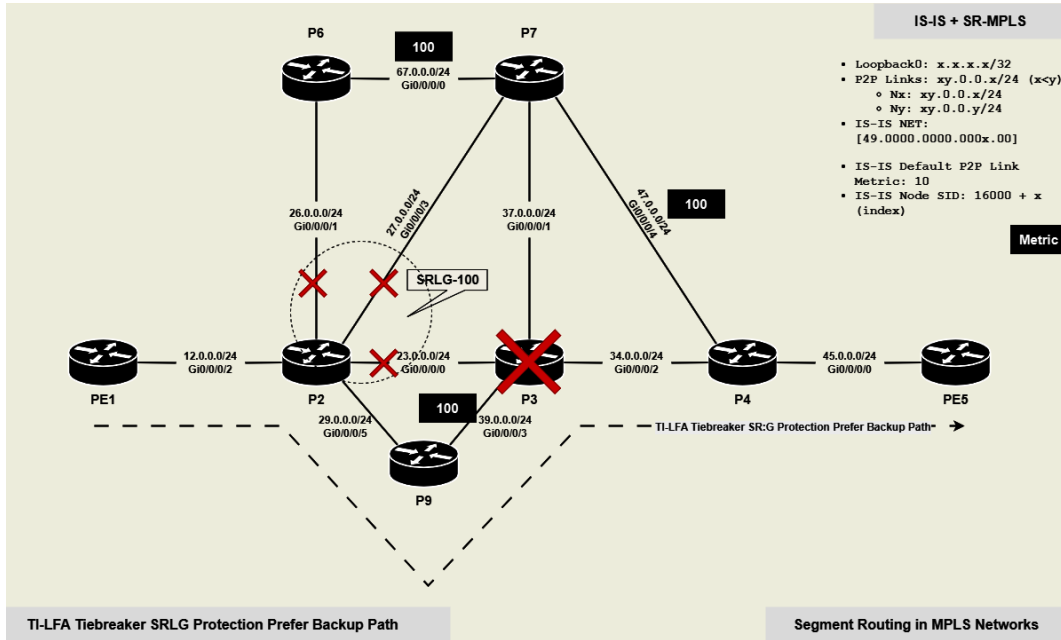 IS-IS + SR-MPLS
P6
P7
100
67.0.0.0/24
Gi0/0/0/0
▪ Loopback0: x.x.x.x/32
▪ P2P Links: xy.0.0.x/24 (x<y)
o Nx: xy.0.0.x/24
o Ny: xy.0.0.y/24
▪ IS-IS NET:
[49.0000.0000.000x.00]
▪ IS-IS Default P2P Link
Metric: 10
▪ IS-IS Node SID: 16000 + x
(index)
Metric
26.0.0.0/24
Gi0/0/0/1
27.0.0.0/24
Gi0/0/0/3
37.0.0.0/24
Gi0/0/0/1
47.0.0.0/24
Gi0/0/0/4
100
SRLG-100
12.0.0.0/24
Gi0/0/0/2
23.0.0.0/24
Gi0/0/0/0
34.0.0.0/24
Gi0/0/0/2
45.0.0.0/24
Gi0/0/0/0
PE1
P2
P3
P4
PE5
29.0.0.0/24
Gi0/0/0/5
100
39.0.0.0/24
Gi0/0/0/3
TI-LFA Tiebreaker SR:G Protection Prefer Backup Path
P9
TI-LFA Tiebreaker SRLG Protection Prefer Backup Path
Segment Routing in MPLS Networks